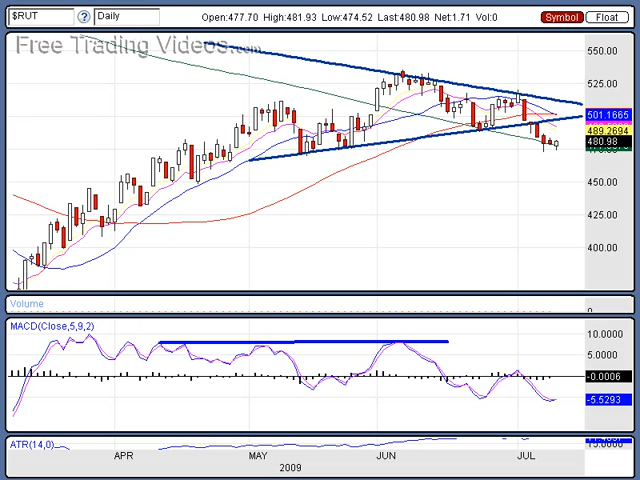 $RUT ? Daily Open:477.70 High:481.93 Low:474.52 Last:480.98 Net:1.71 Vol:0 Symbol Float
Free Trading Videos.com
550.00
525.00
501.1665
489.2694
480.98
450.00
425.00
400.00
Volume
0
MACD(Close,5,9,2)
10.0000
5.0000
-0.0006
-5.5293
ATR(14,0)
15.0000
APR MAY JUN JUL
2009